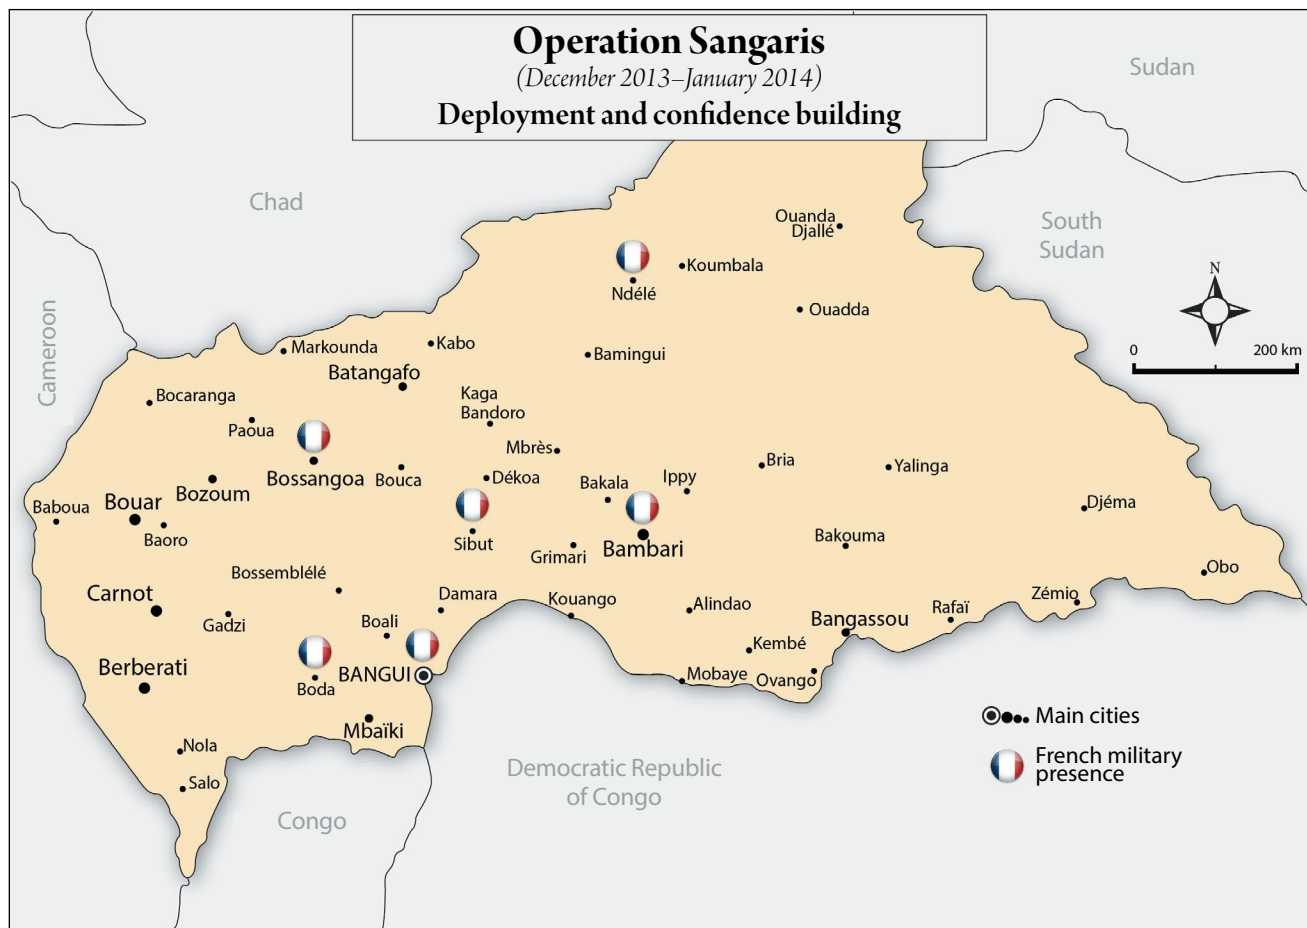 Operation Sangaris
(December 2013–January 2014)
Deployment and confidence building
Sudan
Chad
South
Sudan
Cameroon
N
0
200 km
Ouanda
Djallé
Koumbala
Ndélé
Ouadda
Markounda
Kabo
Bamingui
Batangafo
Bocaranga
Kaga
Bandoro
Paoua
Mbrès
Bossangoa
Bouca
Dékoa
Bria
Yalinga
Bozoum
Bakala
Ippy
Baboua
Bouar
Djéma
Baoro
Sibut
Grimari
Bambari
Bakouma
Bossemblélé
Obo
Carnot
Damara
Kouango
Alindao
Zémio
Gadzi
Boali
Bangassou
Rafaï
Kembé
Berberati
Boda
BANGUI
Mobaye
Ovango
Mbaïki
Nola
Salo
Main cities
French military
presence
Democratic Republic
of Congo
Congo